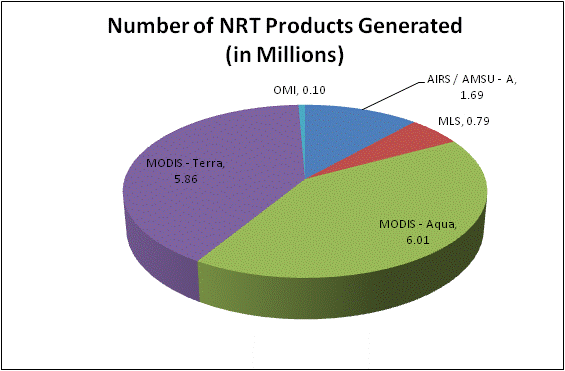 Number of NRT Products Generated
(in Millions)
OMI, 0.10
AIRS / AMSU - A,
1.69
MLS, 0.79
MODIS - Terra,
5.86
MODIS - Aqua,
6.01